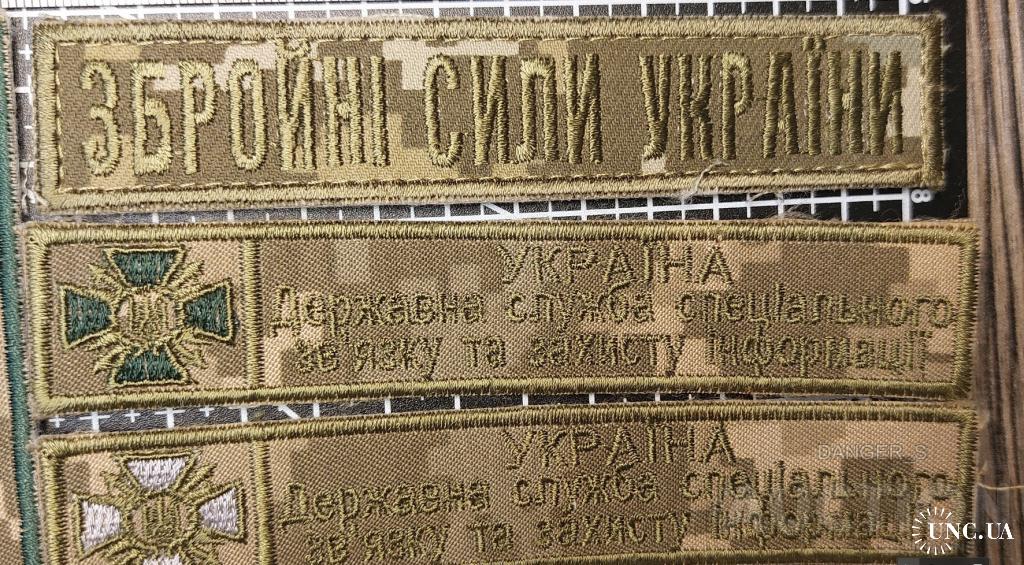 ЗБРОЙНІ СИЛИ УКРАЇНИ
УКРАЇНА
Державна служба спеціального
зв'язку та захисту інформації
УКРАЇНА
DANGER_S
Державна служба спеціального
зв'язку та захисту інформації
UNC.UA